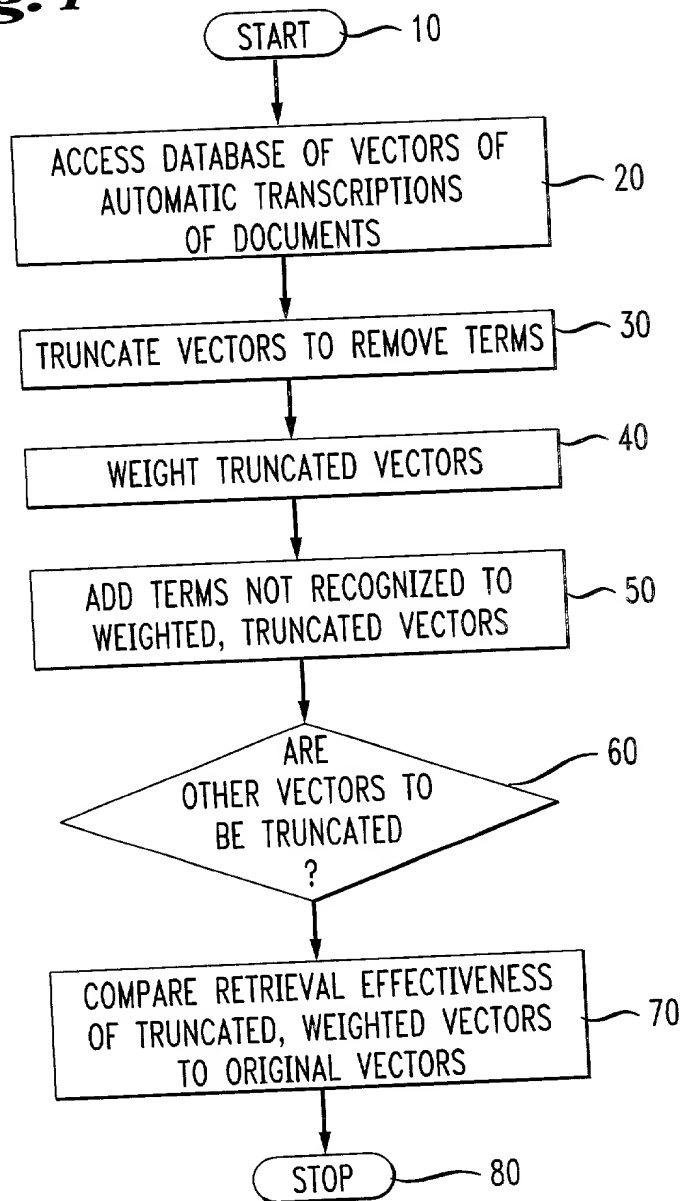 START
10
ACCESS DATABASE OF VECTORS OF
AUTOMATIC TRANSCRIPTIONS
OF DOCUMENTS
20
TRUNCATE VECTORS TO REMOVE TERMS
30
WEIGHT TRUNCATED VECTORS
40
ADD TERMS NOT RECOGNIZED TO
WEIGHTED, TRUNCATED VECTORS
50
ARE
OTHER VECTORS TO
BE TRUNCATED
?
60
COMPARE RETRIEVAL EFFECTIVENESS
OF TRUNCATED, WEIGHTED VECTORS
TO ORIGINAL VECTORS
70
STOP
80